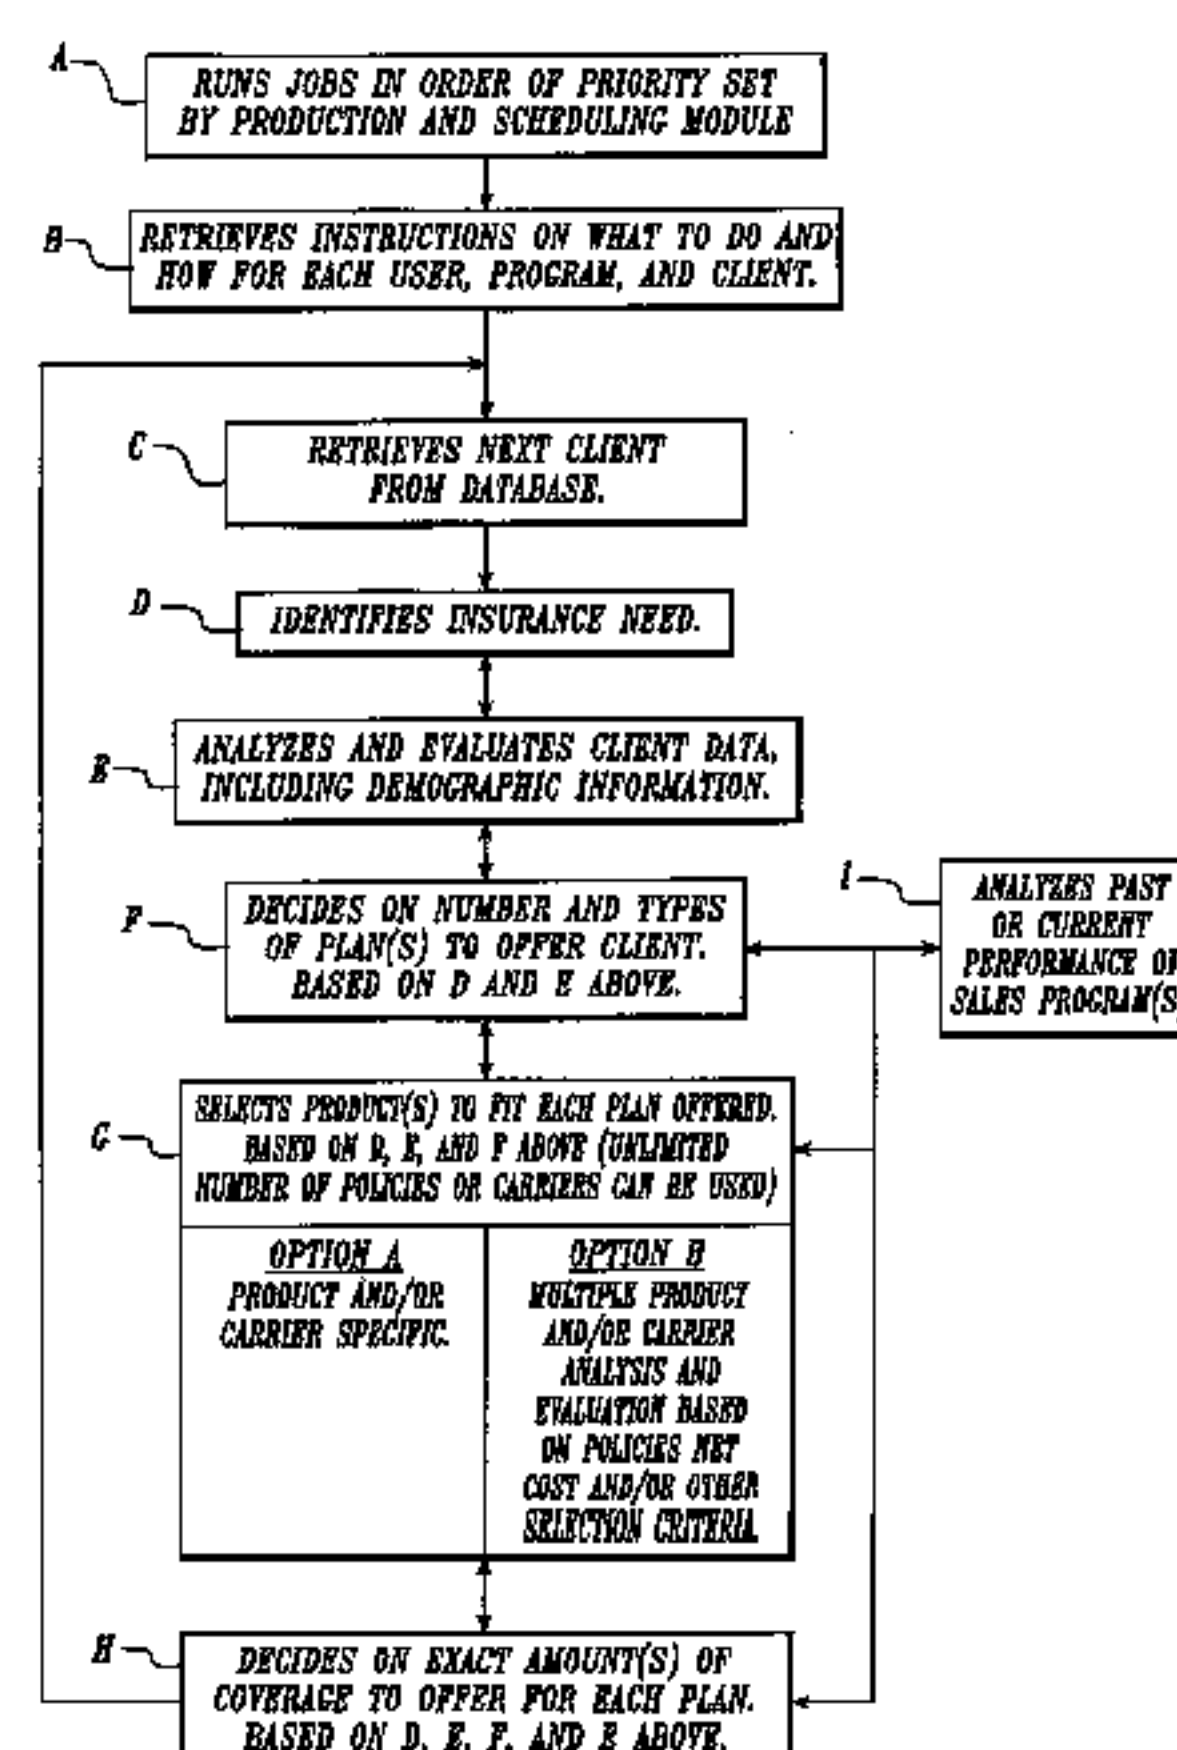 A
RUNS JOBS IN ORDER OF PRIORITY SET
BY PRODUCTION AND SCHEDULING MODULE
B
RETRIEVES INSTRUCTIONS ON WHAT TO DO AND
HOW FOR EACH USER, PROGRAM, AND CLIENT.
C
RETRIEVES NEXT CLIENT
FROM DATABASE.
D
IDENTIFIES INSURANCE NEED.
E
ANALYZES AND EVALUATES CLIENT DATA,
INCLUDING DEMOGRAPHIC INFORMATION.
F
DECIDES ON NUMBER AND TYPES
OF PLAN(S) TO OFFER CLIENT.
BASED ON D AND E ABOVE.
I
ANALYZES PAST
OR CURRENT
PERFORMANCE OF
SALES PROGRAM(S
G
SELECTS PRODUCT(S) TO FIT EACH PLAN OFFERED.
BASED ON D, E, AND F ABOVE (UNLIMITED
NUMBER OF POLICIES OR CARRIERS CAN BE USED)
OPTION A
PRODUCT AND/OR
CARRIER SPECIFIC.
OPTION B
MULTIPLE PRODUCT
AND/OR CARRIER
ANALYSIS AND
EVALUATION BASED
ON POLICIES NET
COST AND/OR OTHER
SELECTION CRITERIA.
H
DECIDES ON EXACT AMOUNT(S) OF
COVERAGE TO OFFER FOR EACH PLAN.
BASED ON D, E, F, AND E ABOVE.